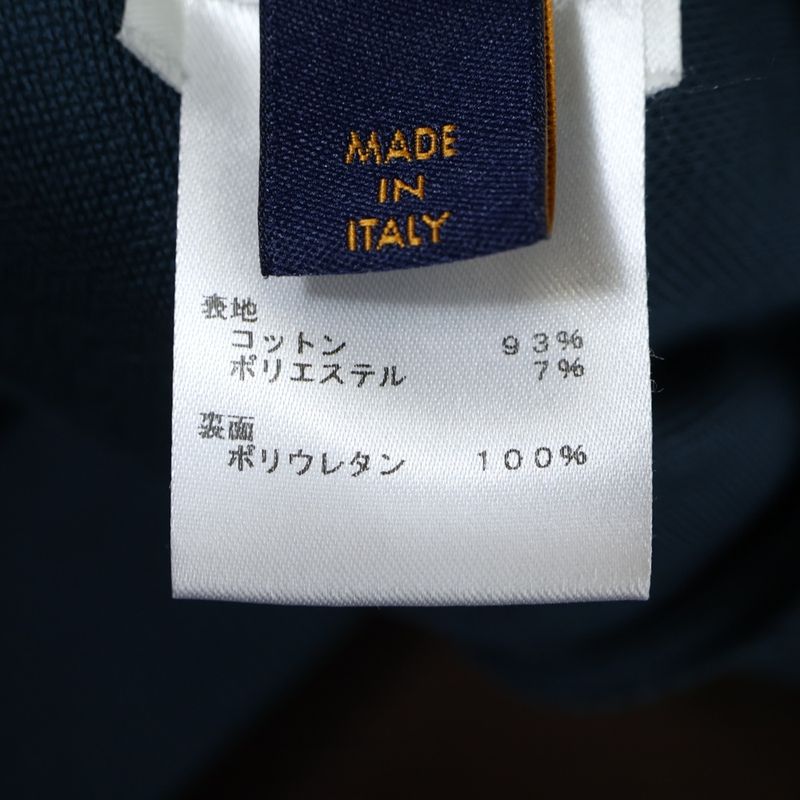 MADE
IN
ITALY
表地
コットン 93%
ポリエステル 7%
裏面
ポリウレタン 100%